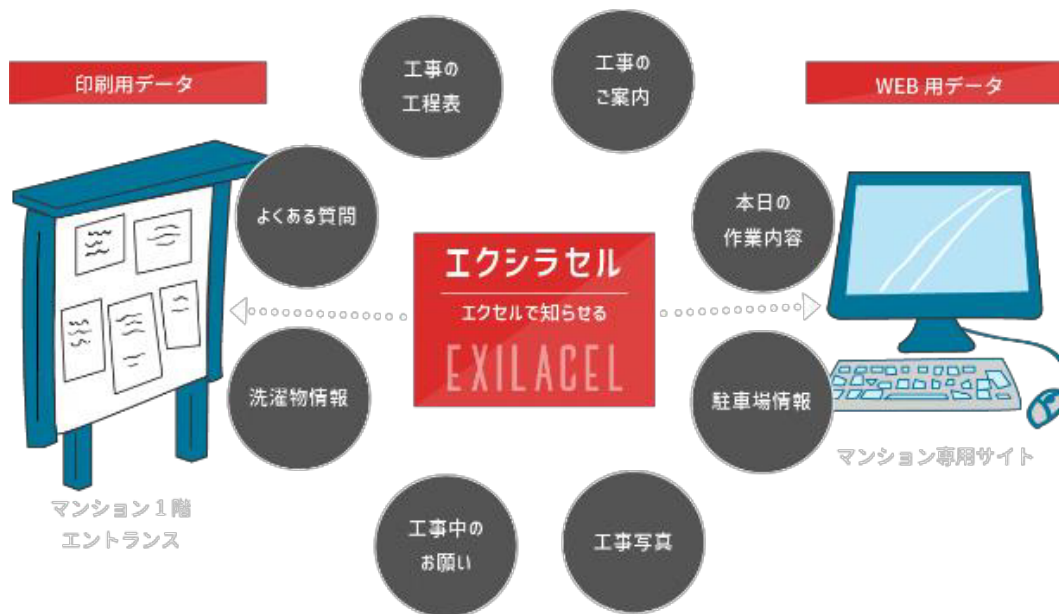 印刷用データ
工事の
工程表
工事の
ご案内
WEB用データ
よくある質問
本日の
作業内容
エクシラセル
エクセルで知らせる
EXILACEL
洗濯物情報
駐車場情報
マンション専用サイト
マンション1階
エントランス
工事中の
お願い
工事写真